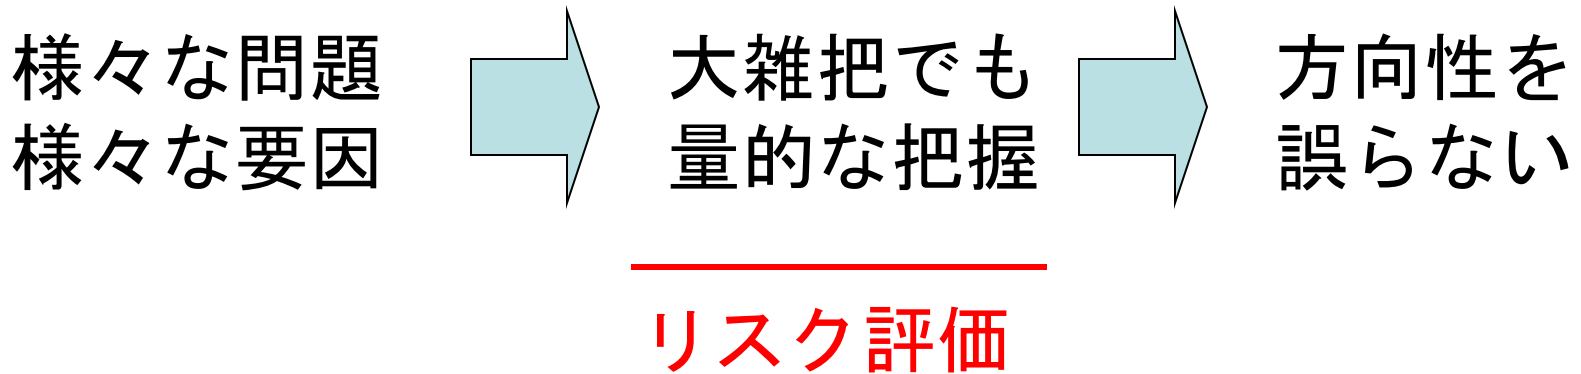 様々な問題
様々な要因
大雑把でも
量的な把握
方向性を
誤らない
リスク評価